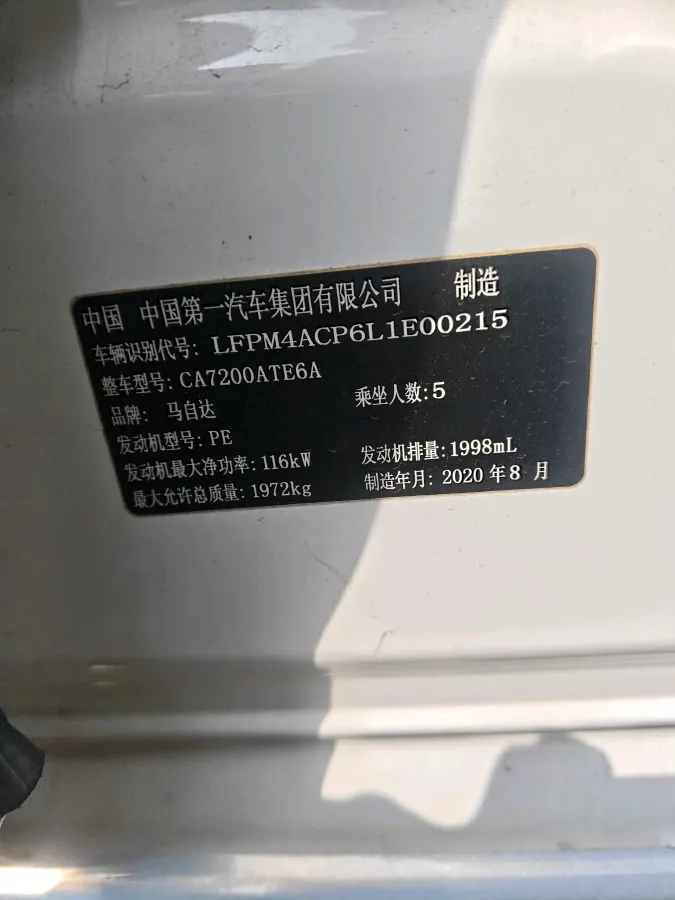 中国 中国第一汽车集团有限公司 制造
车辆识别代号: LFPM4ACP6L1E00215
整车型号: CA7200ATE6A
乘坐人数: 5
品牌: 马自达
发动机型号: PE
发动机最大净功率: 116kW 发动机排量: 1998mL
最大允许总质量: 1972kg 制造年月: 2020 年 8 月